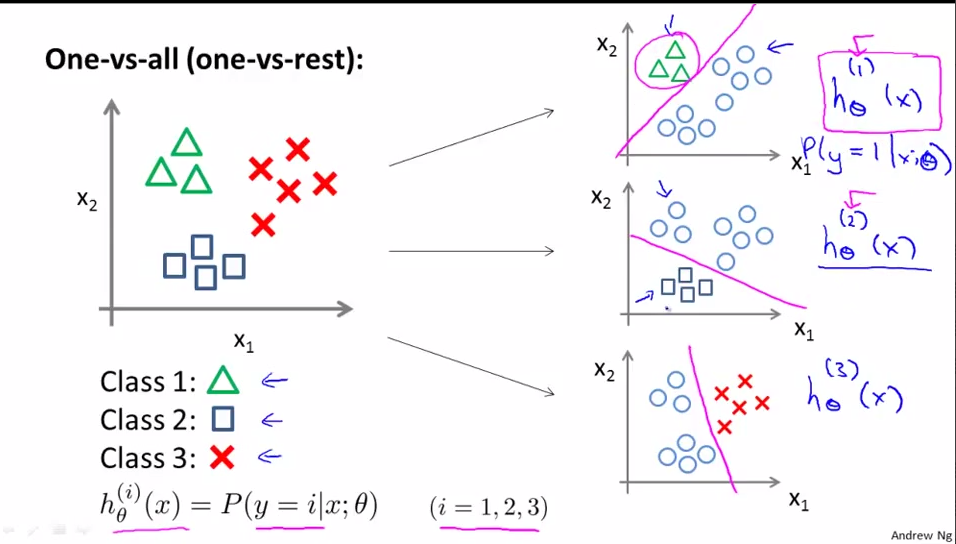 One-vs-all (one-vs-rest):
x₂
x₁
Class 1:
Class 2:
Class 3:
h_θ^(i)(x) = P(y = i|x; θ) (i = 1, 2, 3)
x₂
x₁
h_θ^(1)(x)
P(y = 1|x; θ)
x₂
x₁
h_θ^(2)(x)
x₂
x₁
h_θ^(3)(x)
Andrew Ng